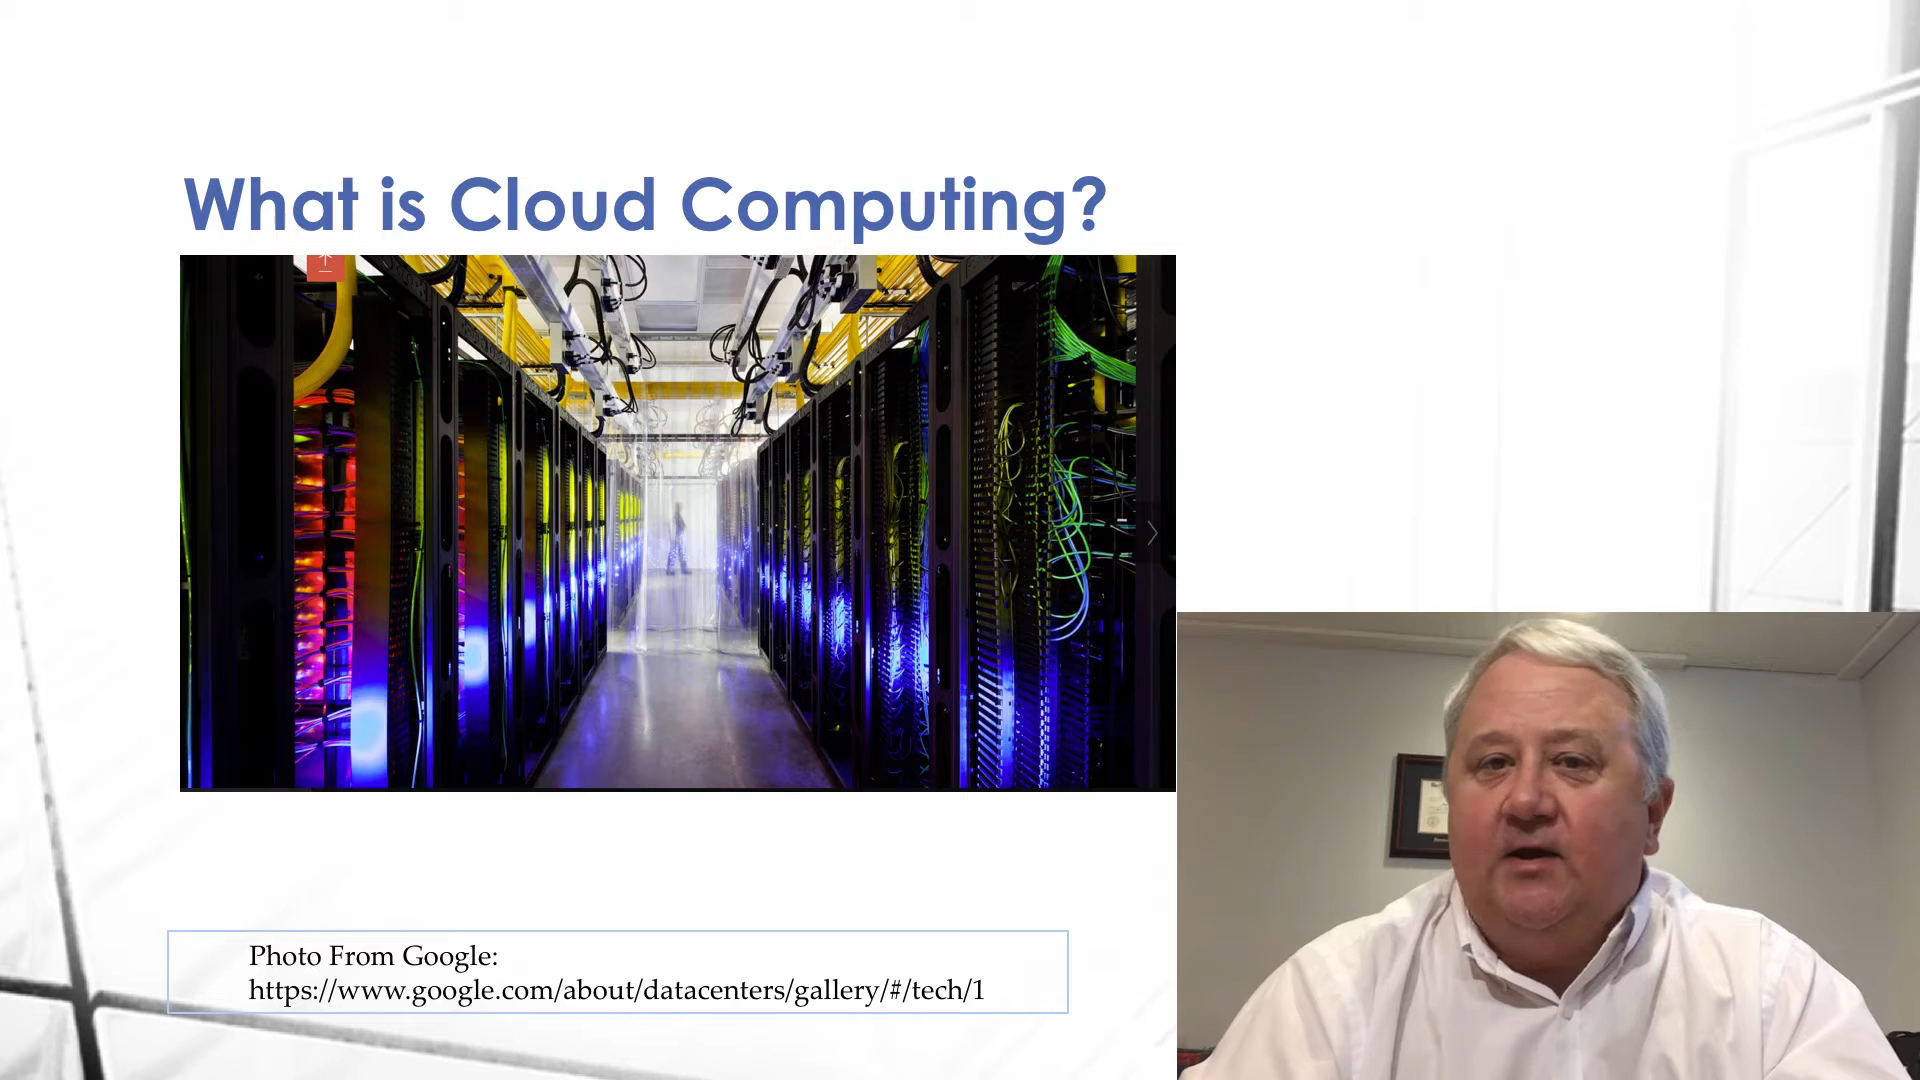 What is Cloud Computing?
Photo From Google:
https://www.google.com/about/datacenters/gallery/#/tech/1